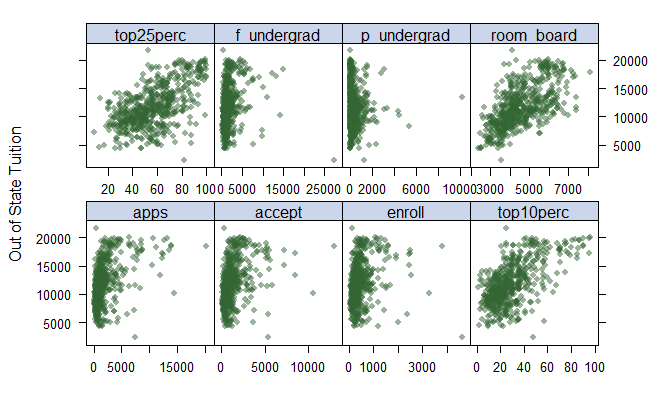 top25perc f_undergrad p_undergrad room_board
20000
15000
10000
5000
20 40 60 80 100 0 5000 15000 25000 0 2000 6000 10000 3000 5000 7000
apps accept enroll top10perc
20000
15000
10000
5000
0 5000 15000 0 5000 10000 0 1000 3000 0 20 40 60 80 100
Out of State Tuition